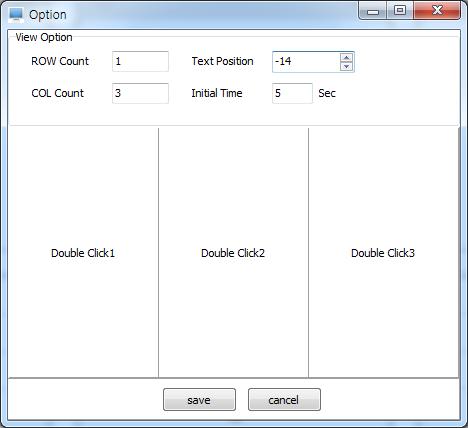 Option
View Option
ROW Count 1 Text Position -14
COL Count 3 Initial Time 5 Sec
Double Click1 Double Click2 Double Click3
save cancel